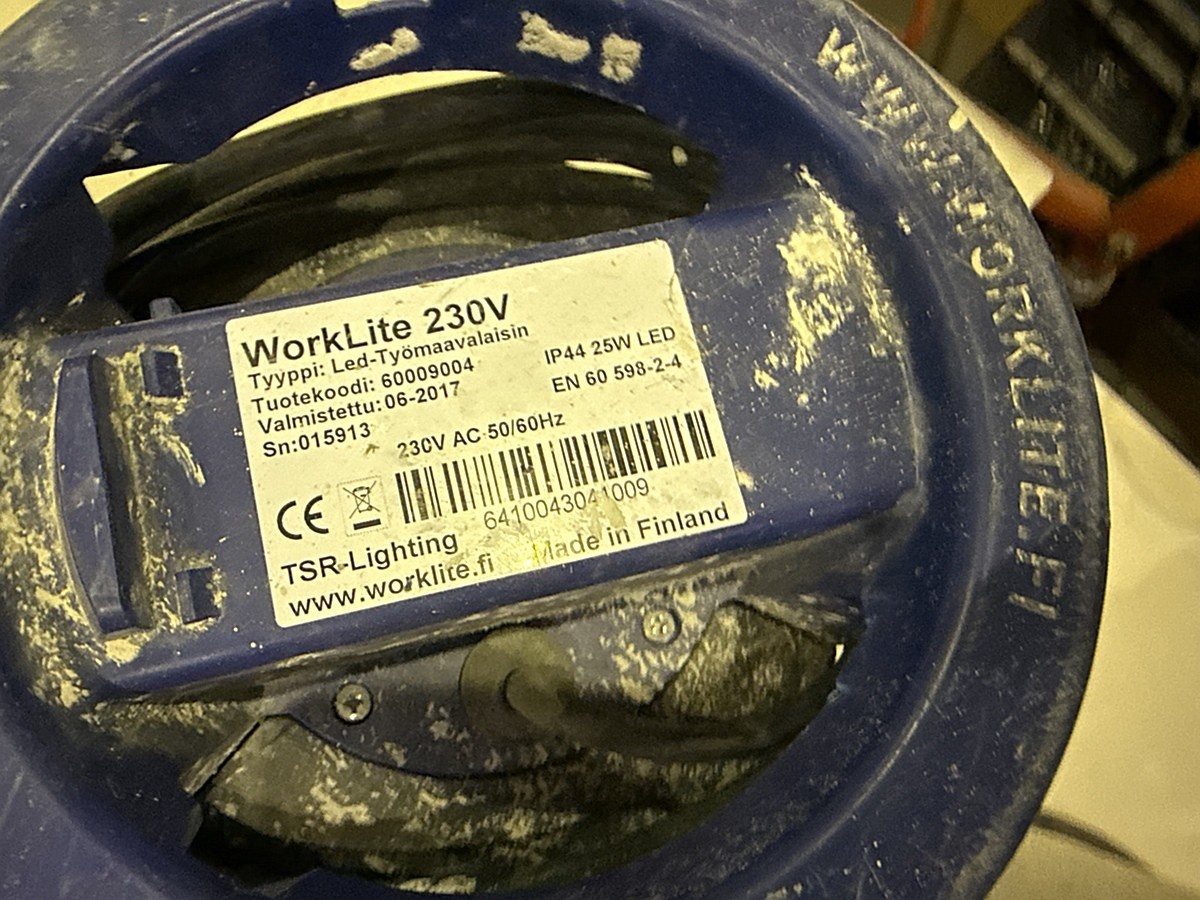 WorkLite 230V
Tyyppi: Led-Työmaavalaisin
Tuotekoodi: 60009004
IP44 25W LED
Valmistettu: 06-2017
EN 60 598-2-4
Sn:015913
230V AC 50/60Hz
CE
6410043041009
TSR-Lighting
www.worklite.fi Made in Finland
WWW.WORKLITE.FI